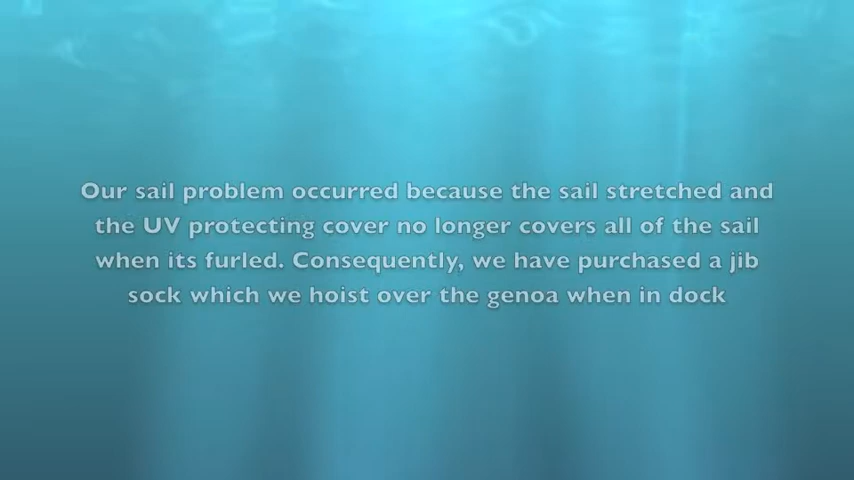 Our sail problem occurred because the sail stretched and
the UV protecting cover no longer covers all of the sail
when its furled. Consequently, we have purchased a jib
sock which we hoist over the genoa when in dock